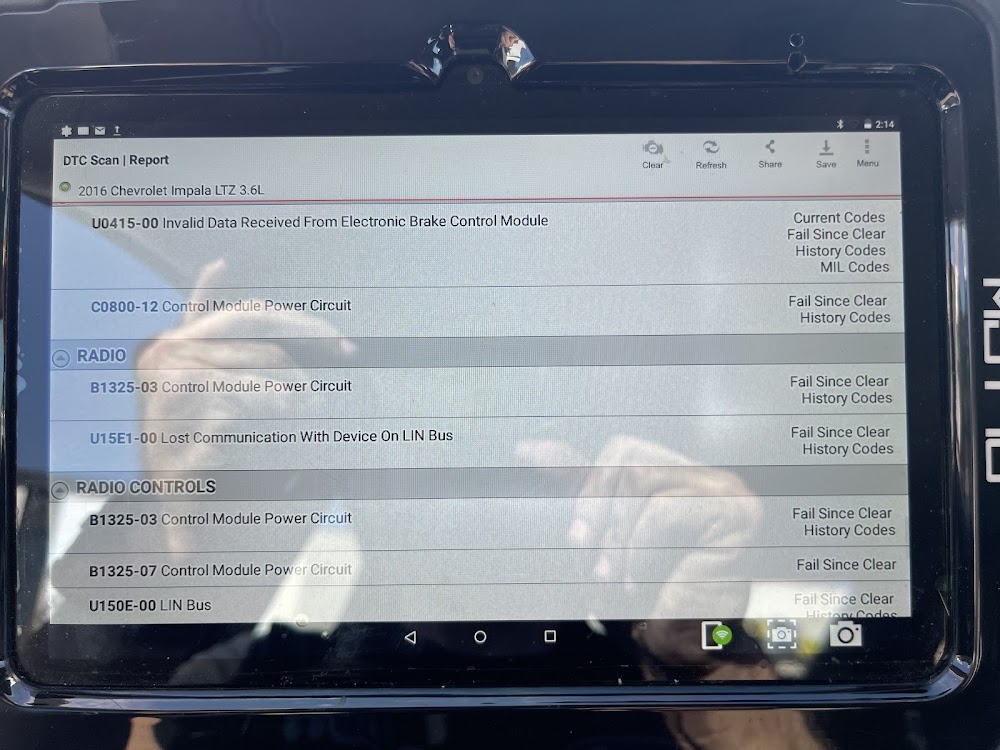 2:14
DTC Scan | Report
Clear
Refresh
Share
Save
Menu
2016 Chevrolet Impala LTZ 3.6L
U0415-00 Invalid Data Received From Electronic Brake Control Module
Current Codes
Fail Since Clear
History Codes
MIL Codes
C0800-12 Control Module Power Circuit
Fail Since Clear
History Codes
RADIO
B1325-03 Control Module Power Circuit
Fail Since Clear
History Codes
U15E1-00 Lost Communication With Device On LIN Bus
Fail Since Clear
History Codes
RADIO CONTROLS
B1325-03 Control Module Power Circuit
Fail Since Clear
History Codes
B1325-07 Control Module Power Circuit
Fail Since Clear
U150E-00 LIN Bus
Fail Since Clear
History Codes